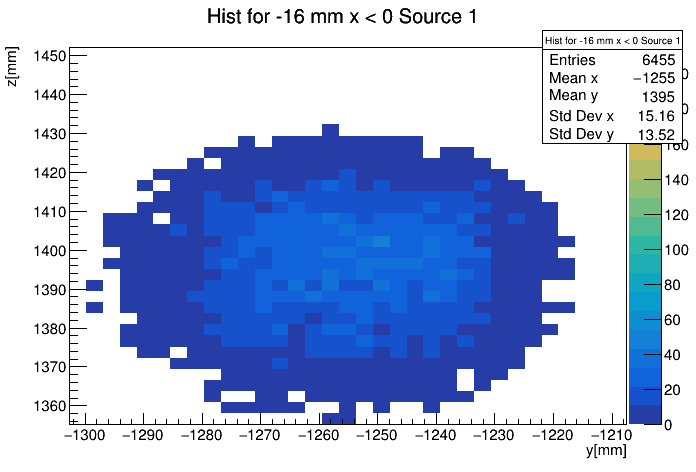 Hist for -16 mm x < 0 Source 1
Hist for -16 mm x < 0 Source 1
Entries 6455
Mean x −1255
Mean y 1395
Std Dev x 15.16
Std Dev y 13.52
z[mm]
1450
1440
1430
1420
1410
1400
1390
1380
1370
1360
160
140
120
100
80
60
40
20
0
−1300 −1290 −1280 −1270 −1260 −1250 −1240 −1230 −1220 −1210
y[mm]